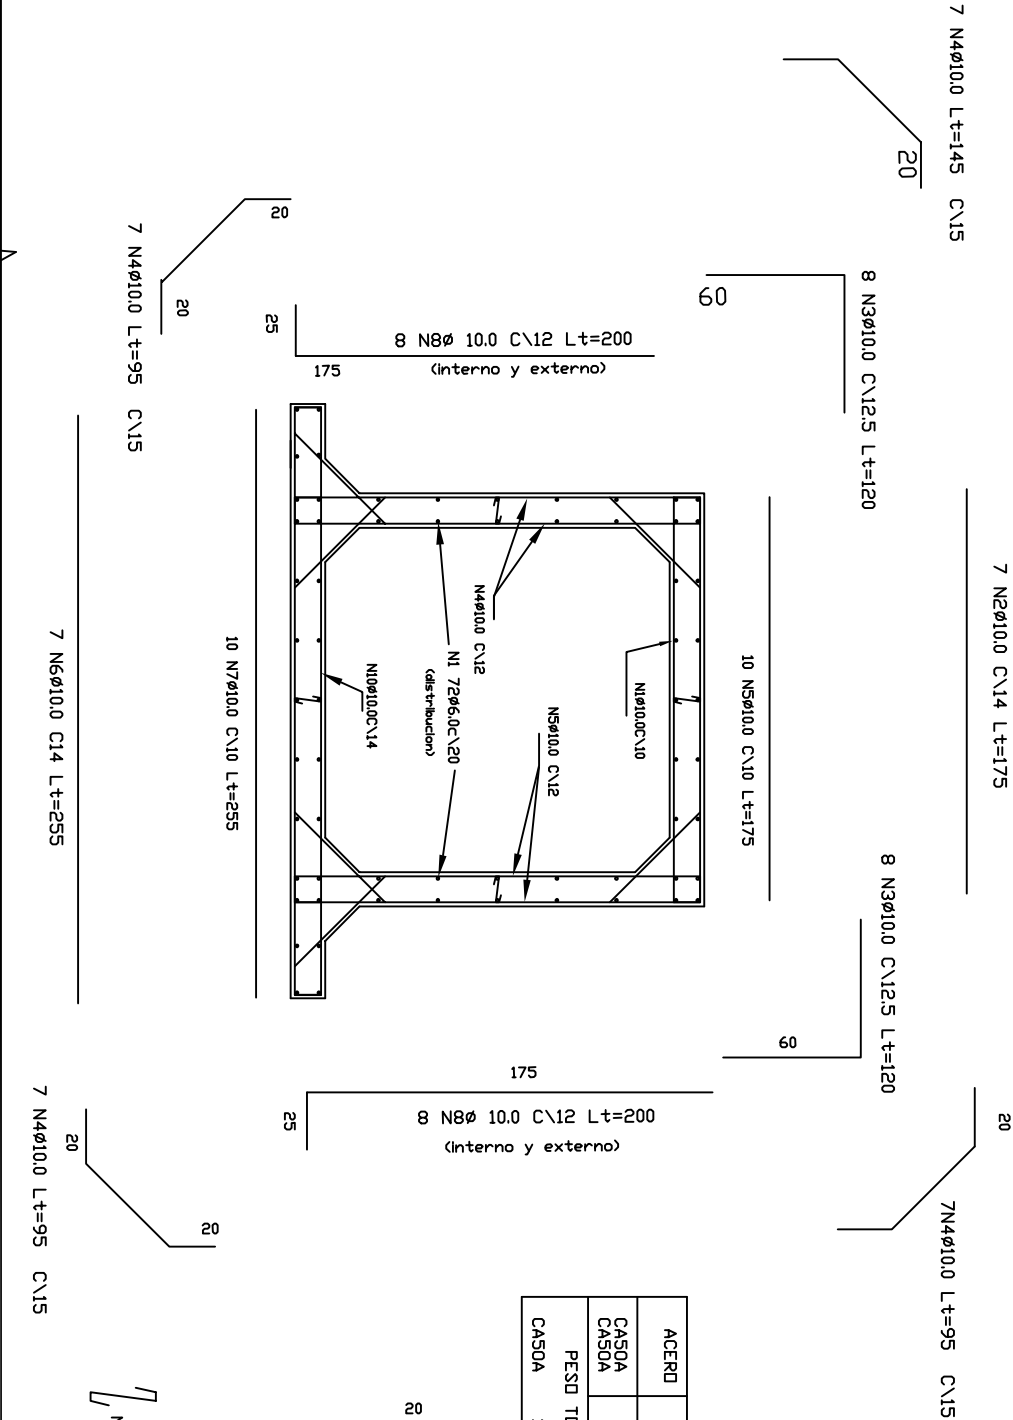 7 N4ø10.0 Lt=145 C\15
20
7 N2ø10.0 C\14 Lt=175
8 N3ø10.0 C\12.5 Lt=120
60
8 N3ø10.0 C\12.5 Lt=120
60
10 N5ø10.0 C\10 Lt=175
20
7N4ø10.0 Lt=95 C\15
20
20
7 N4ø10.0 Lt=95 C\15
25
8 N8ø 10.0 C\12 Lt=200
(interno y externo)
175
N1ø10.0C\10
N5ø10.0 C\12
N4ø10.0 C\12
N1 72ø6.0c\20
(distribucion)
N10ø10.0C\14
175
8 N8ø 10.0 C\12 Lt=200
(interno y externo)
25
10 N7ø10.0 C\10 Lt=255
7 N6ø10.0 C14 Lt=255
20
20
7 N4ø10.0 Lt=95 C\15
ACERO
CA50A
CA50A
PESO
CA50A
20